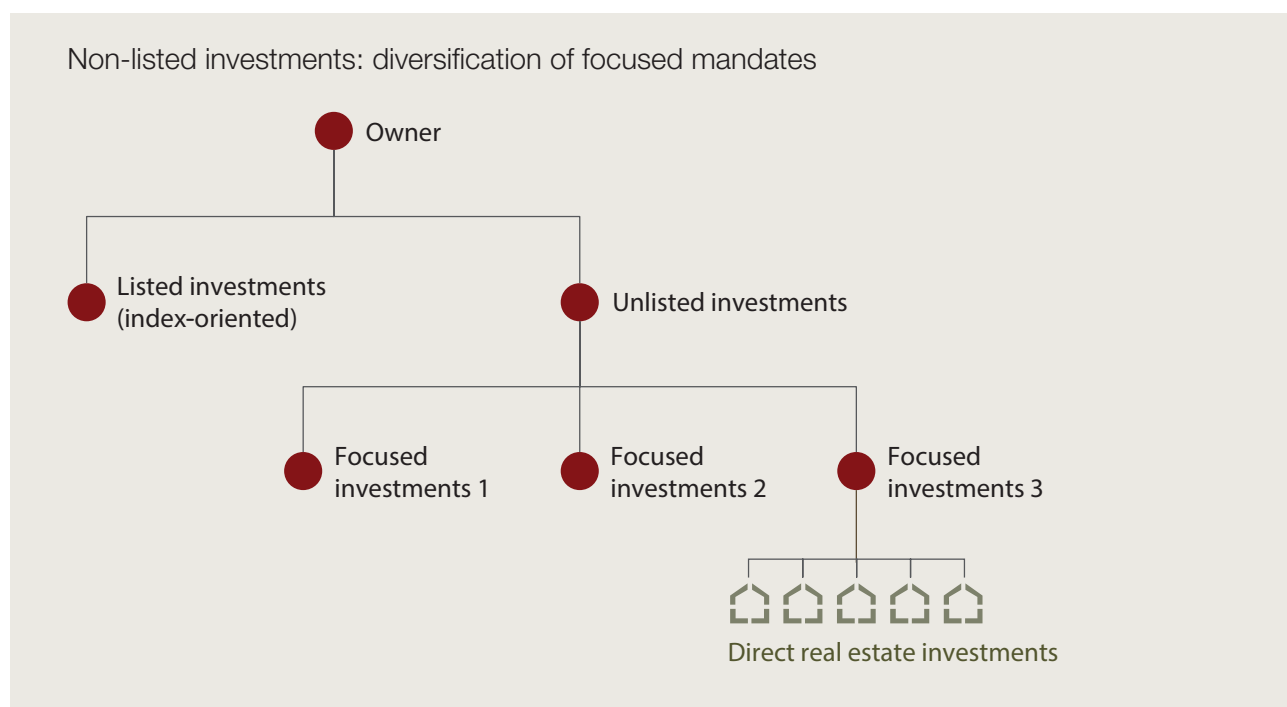 Non-listed investments: diversification of focused mandates
Owner
Listed investments
(index-oriented)
Unlisted investments
Focused
investments 1
Focused
investments 2
Focused
investments 3
Direct real estate investments